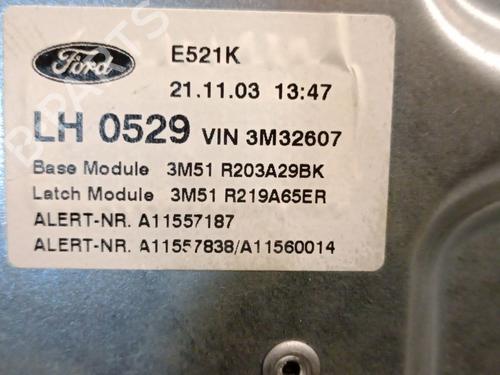 Ford E521K
21.11.03 13:47
LH 0529 VIN 3M32607
Base Module 3M51 R203A29BK
Latch Module 3M51 R219A65ER
ALERT-NR. A11557187
ALERT-NR. A11557838/A11560014